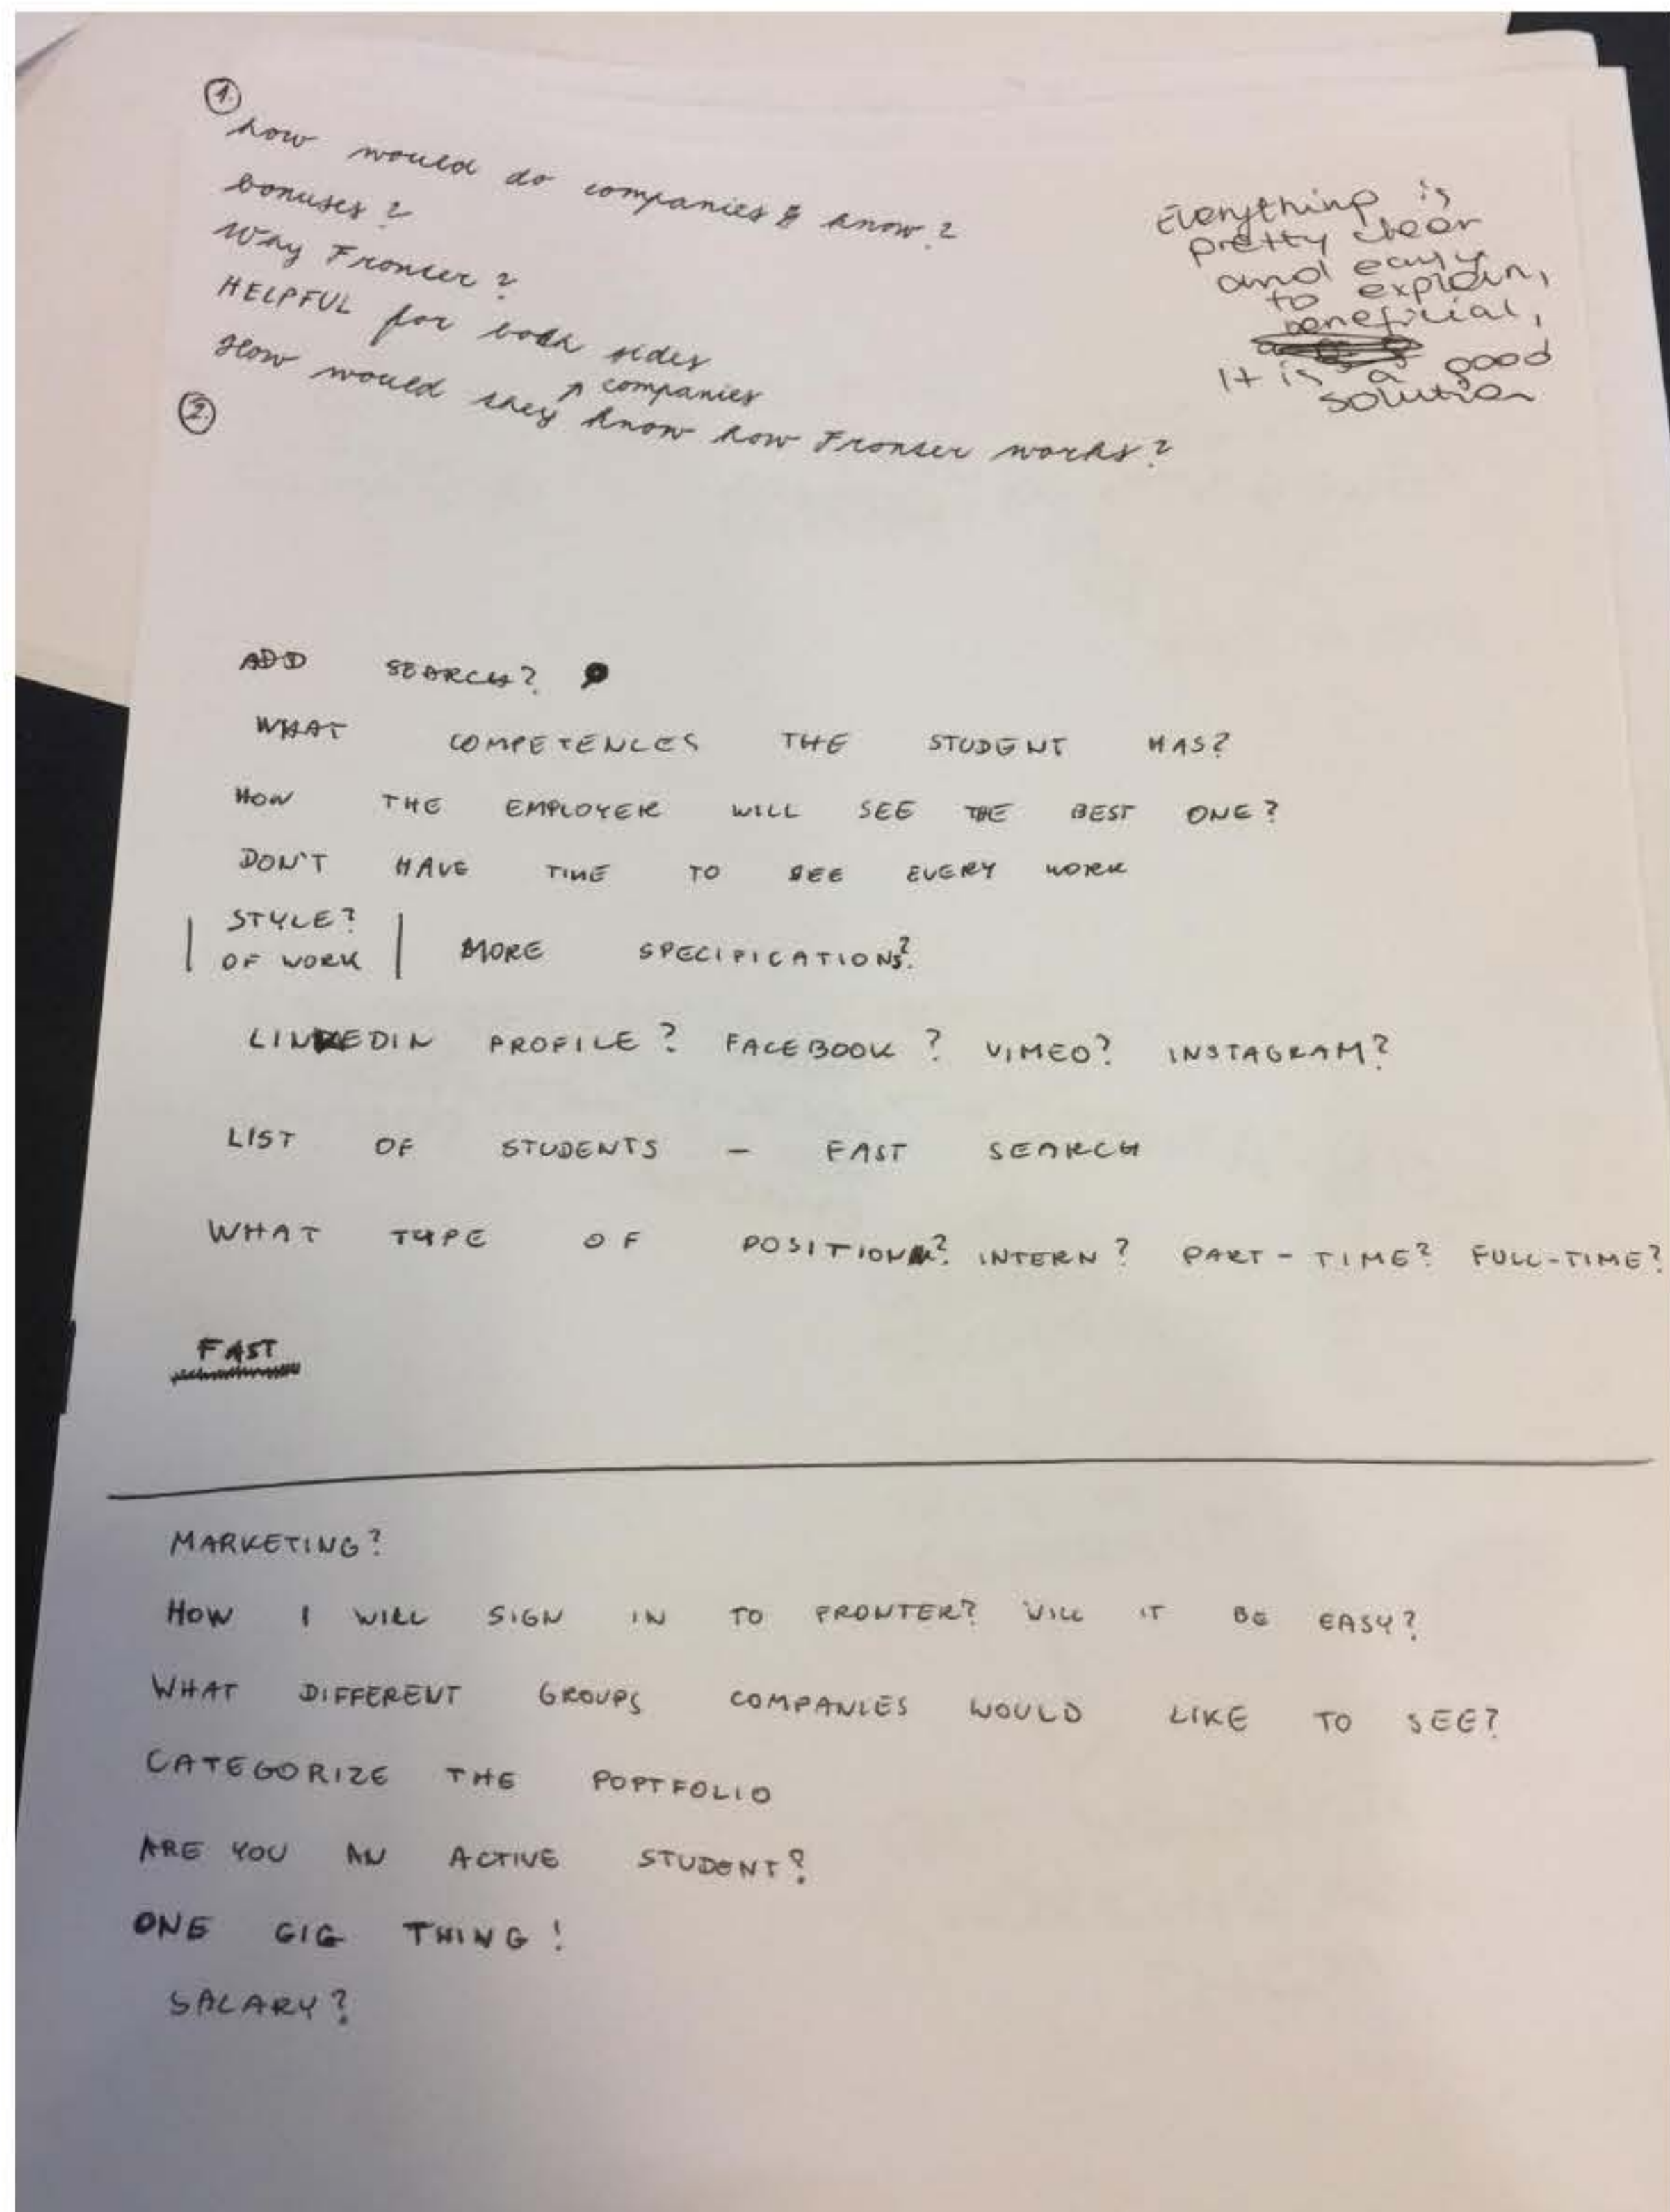 1.
how would do companies know?
bonuses?
Why Fronter?
HELPFUL for both sides
↗ companies
How would they know how Fronter works?
2.
Everything is
pretty clear
and easy
to explain,
beneficial,
It is a good
solution
ADD SEARCH?
WHAT COMPETENCES THE STUDENT HAS?
HOW THE EMPLOYER WILL SEE THE BEST ONE?
DON'T HAVE TIME TO SEE EVERY WORK
STYLE?
OF WORK
MORE SPECIFICATIONS?
LINKEDIN PROFILE? FACEBOOK? VIMEO? INSTAGRAM?
LIST OF STUDENTS - FAST SEARCH
WHAT TYPE OF POSITION? INTERN? PART-TIME? FULL-TIME?
FAST
MARKETING?
HOW I WILL SIGN IN TO FRONTER? WILL IT BE EASY?
WHAT DIFFERENT GROUPS COMPANIES WOULD LIKE TO SEE?
CATEGORIZE THE POPTFOLIO
ARE YOU AN ACTIVE STUDENT?
ONE GIG THING!
SALARY?